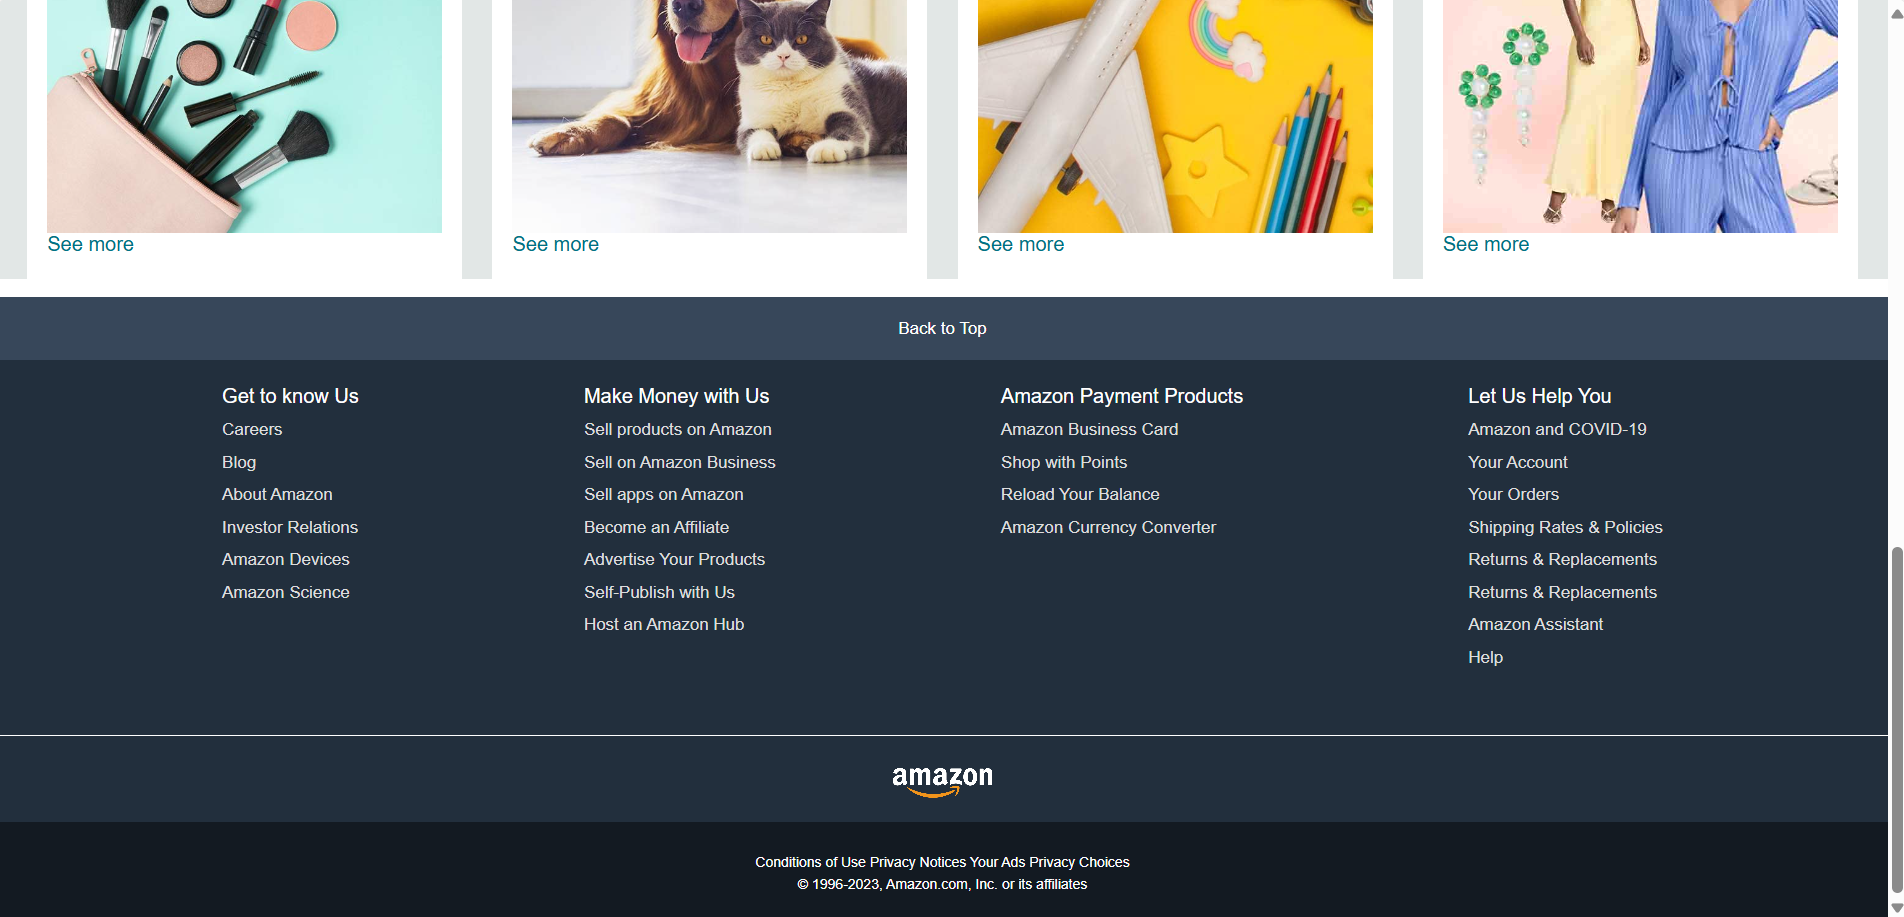 See more
See more
See more
See more
Back to Top
Get to know Us
Careers
Blog
About Amazon
Investor Relations
Amazon Devices
Amazon Science
Make Money with Us
Sell products on Amazon
Sell on Amazon Business
Sell apps on Amazon
Become an Affiliate
Advertise Your Products
Self-Publish with Us
Host an Amazon Hub
Amazon Payment Products
Amazon Business Card
Shop with Points
Reload Your Balance
Amazon Currency Converter
Let Us Help You
Amazon and COVID-19
Your Account
Your Orders
Shipping Rates & Policies
Returns & Replacements
Returns & Replacements
Amazon Assistant
Help
amazon
Conditions of Use Privacy Notices Your Ads Privacy Choices
© 1996-2023, Amazon.com, Inc. or its affiliates